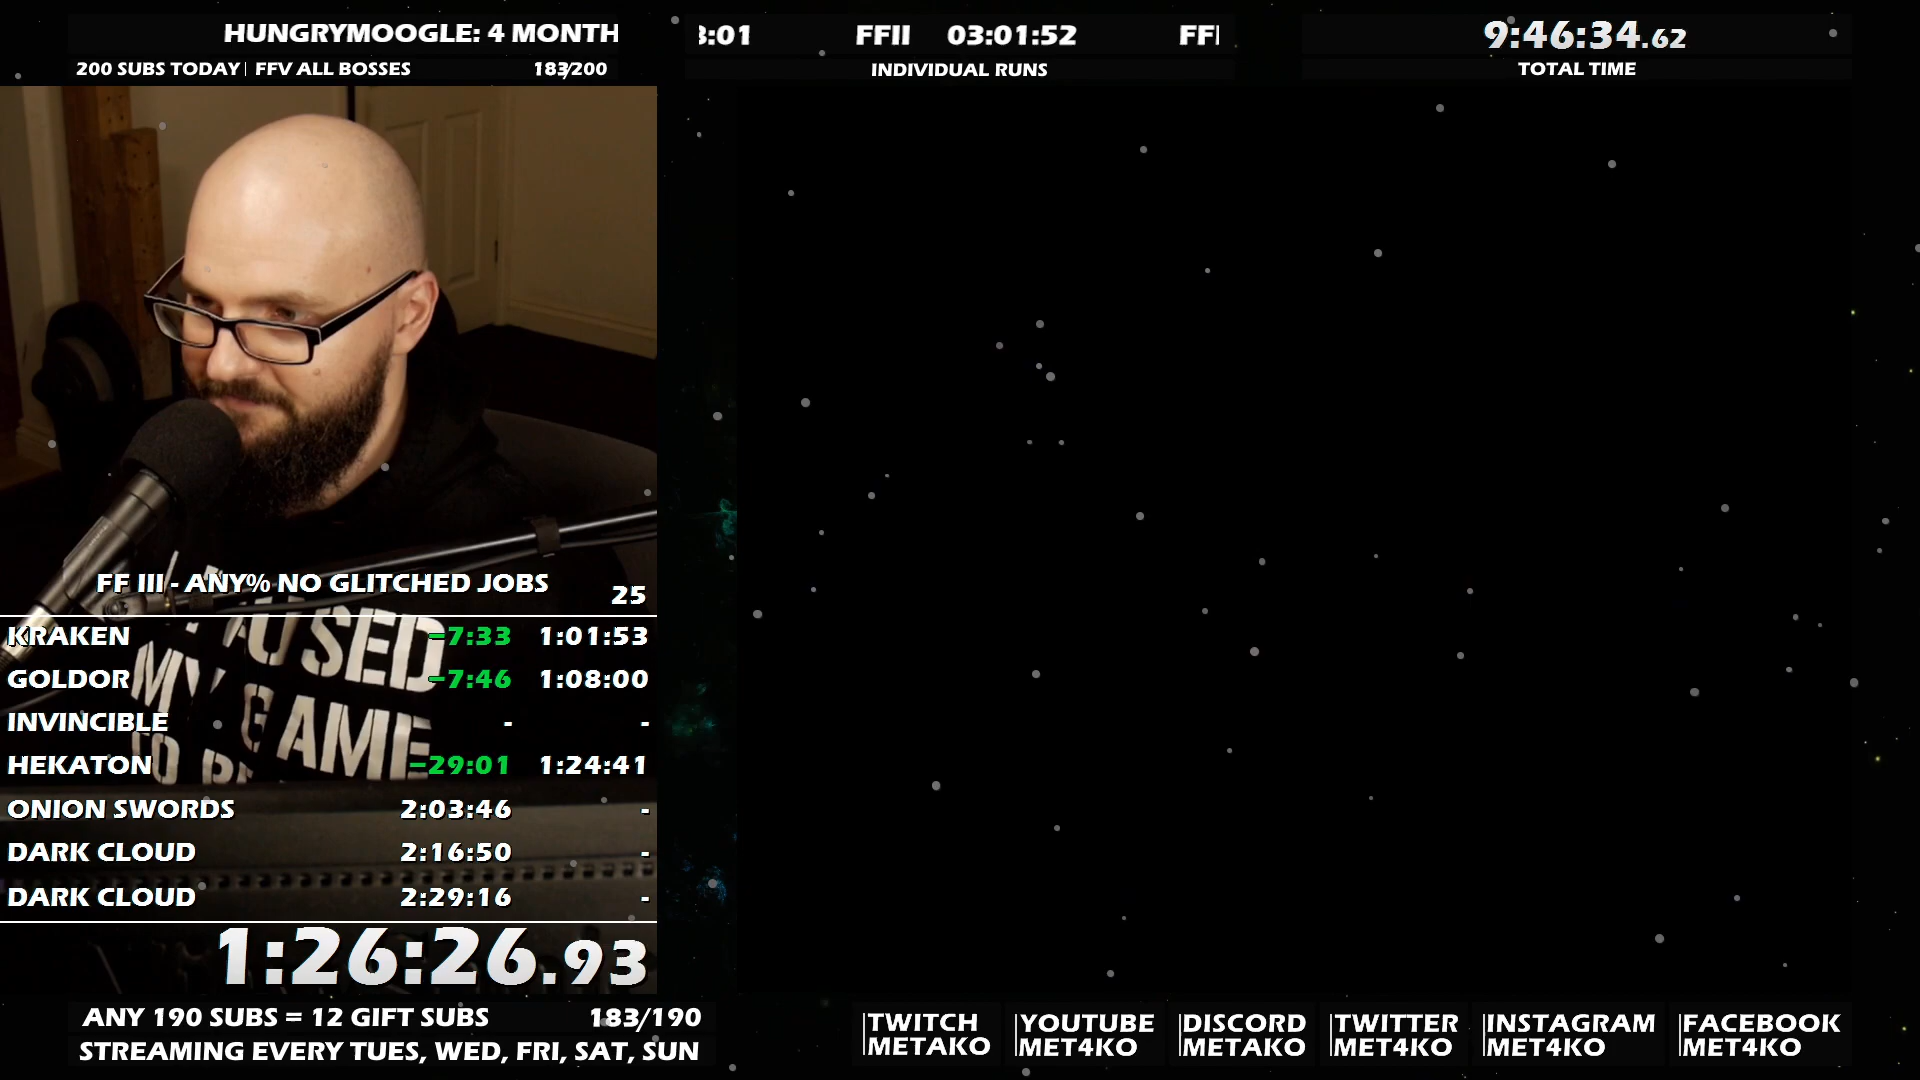 HUNGRYMOOGLE: 4 MONTH
200 SUBS TODAY
FFV ALL BOSSES
183/200
3:01
FFII 03:01:52
INDIVIDUAL RUNS
9:46:34.62
TOTAL TIME
FF III - ANY% NO GLITCHED JOBS
25
KRAKEN -7:33 1:01:53
GOLDOR -7:46 1:08:00
INVINCIBLE - -
HEKATON -29:01 1:24:41
ONION SWORDS 2:03:46 -
DARK CLOUD 2:16:50 -
DARK CLOUD 2:29:16 -
1:26:26.93
MY GAME
ANY 190 SUBS = 12 GIFT SUBS 183/190
STREAMING EVERY TUES, WED, FRI, SAT, SUN
TWITCH
METAKO
YOUTUBE
MET4KO
DISCORD
METAKO
TWITTER
MET4KO
INSTAGRAM
MET4KO
FACEBOOK
MET4KO